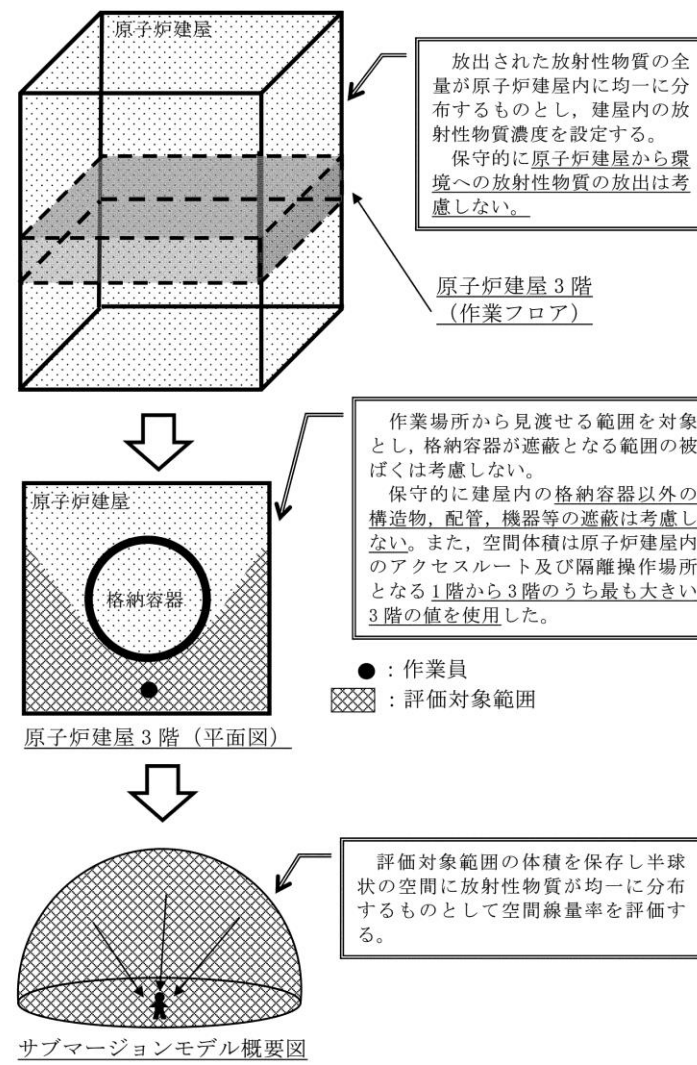 原子炉建屋
放出された放射性物質の全
量が原子炉建屋内に均一に分
布するものとし，建屋内の放
射性物質濃度を設定する。
保守的に原子炉建屋から環
境への放射性物質の放出は考
慮しない。
原子炉建屋3階
（作業フロア）
作業場所から見渡せる範囲を対象
とし，格納容器が遮蔽となる範囲の被
ばくは考慮しない。
保守的に建屋内の格納容器以外の
構造物，配管，機器等の遮蔽は考慮し
ない。また，空間体積は原子炉建屋内
のアクセスルート及び隔離操作場所
となる1階から3階のうち最も大きい
3階の値を使用した。
原子炉建屋
格納容器
●：作業員
：評価対象範囲
原子炉建屋3階（平面図）
評価対象範囲の体積を保存し半球
状の空間に放射性物質が均一に分布
するものとして空間線量率を評価す
る。
サブマージョンモデル概要図